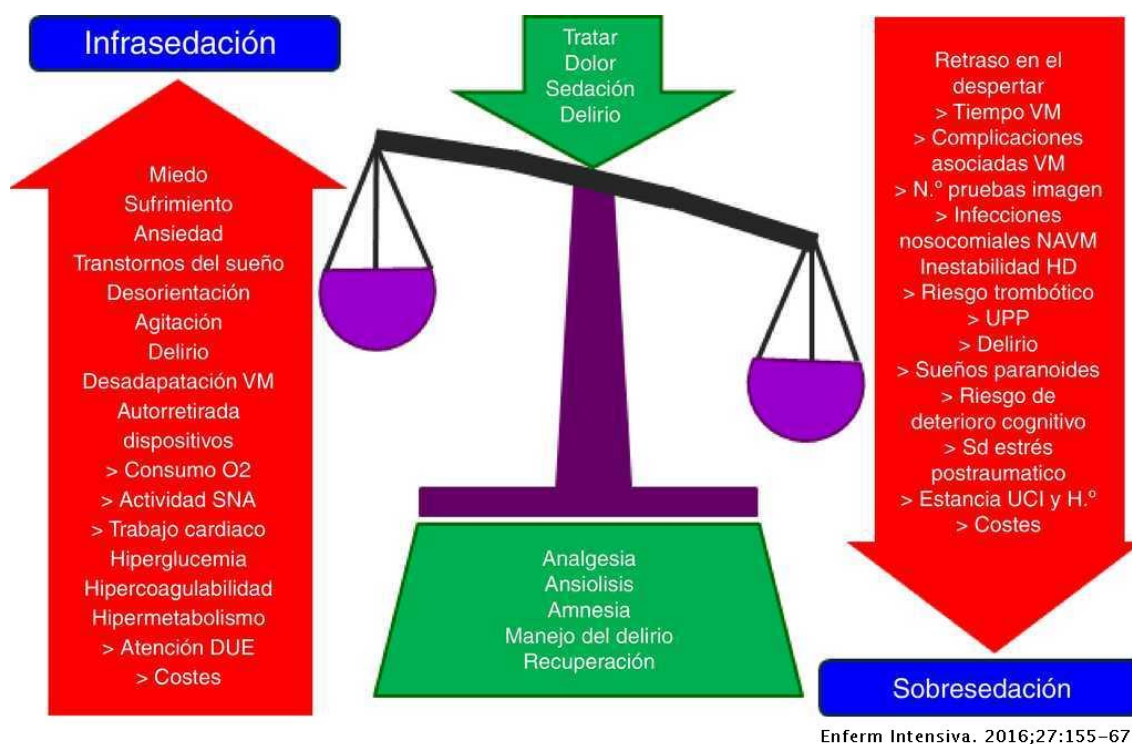 Infrasedación
Miedo
Sufrimiento
Ansiedad
Transtornos del sueño
Desorientación
Agitación
Delirio
Desadapatación VM
Autorretirada
dispositivos
> Consumo O2
> Actividad SNA
> Trabajo cardiaco
Hiperglucemia
Hipercoagulabilidad
Hipermetabolismo
> Atención DUE
> Costes
Tratar
Dolor
Sedación
Delirio
Analgesia
Ansiolisis
Amnesia
Manejo del delirio
Recuperación
Retraso en el
despertar
> Tiempo VM
> Complicaciones
asociadas VM
> N.º pruebas imagen
> Infecciones
nosocomiales NAVM
Inestabilidad HD
> Riesgo trombótico
> UPP
> Delirio
> Sueños paranoides
> Riesgo de
deterioro cognitivo
> Sd estrés
postraumatico
> Estancia UCI y H.º
> Costes
Sobresedación
Enferm Intensiva. 2016;27:155-67